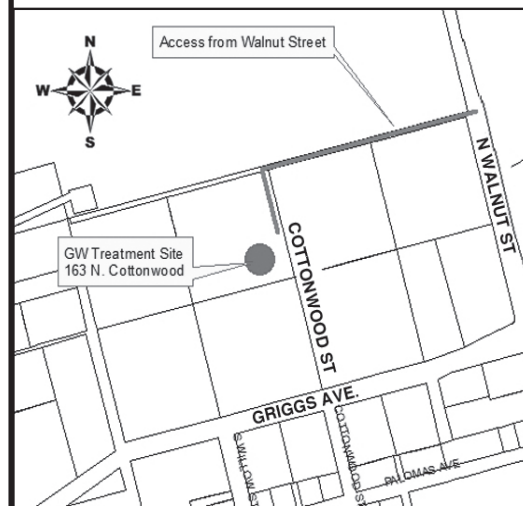 Access from Walnut Street
N
W
E
S
N WALNUT ST
GW Treatment Site
163 N. Cottonwood
COTTONWOOD ST
GRIGGS AVE.
S WILLOW ST
COTTONWOOD ST
PALOMAS AVE